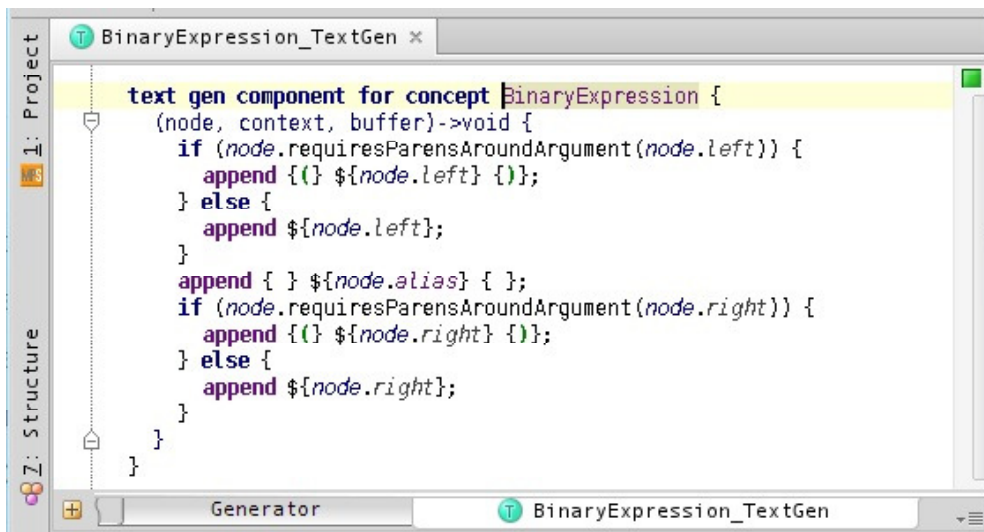 BinaryExpression_TextGen ×
1: Project
MPS
7: Structure
text gen component for concept BinaryExpression {
(node, context, buffer)->void {
if (node.requiresParensAroundArgument(node.left)) {
append {(} ${node.left} {)};
} else {
append ${node.left};
}
append { } ${node.alias} { };
if (node.requiresParensAroundArgument(node.right)) {
append {(} ${node.right} {)};
} else {
append ${node.right};
}
}
}
Generator
BinaryExpression_TextGen